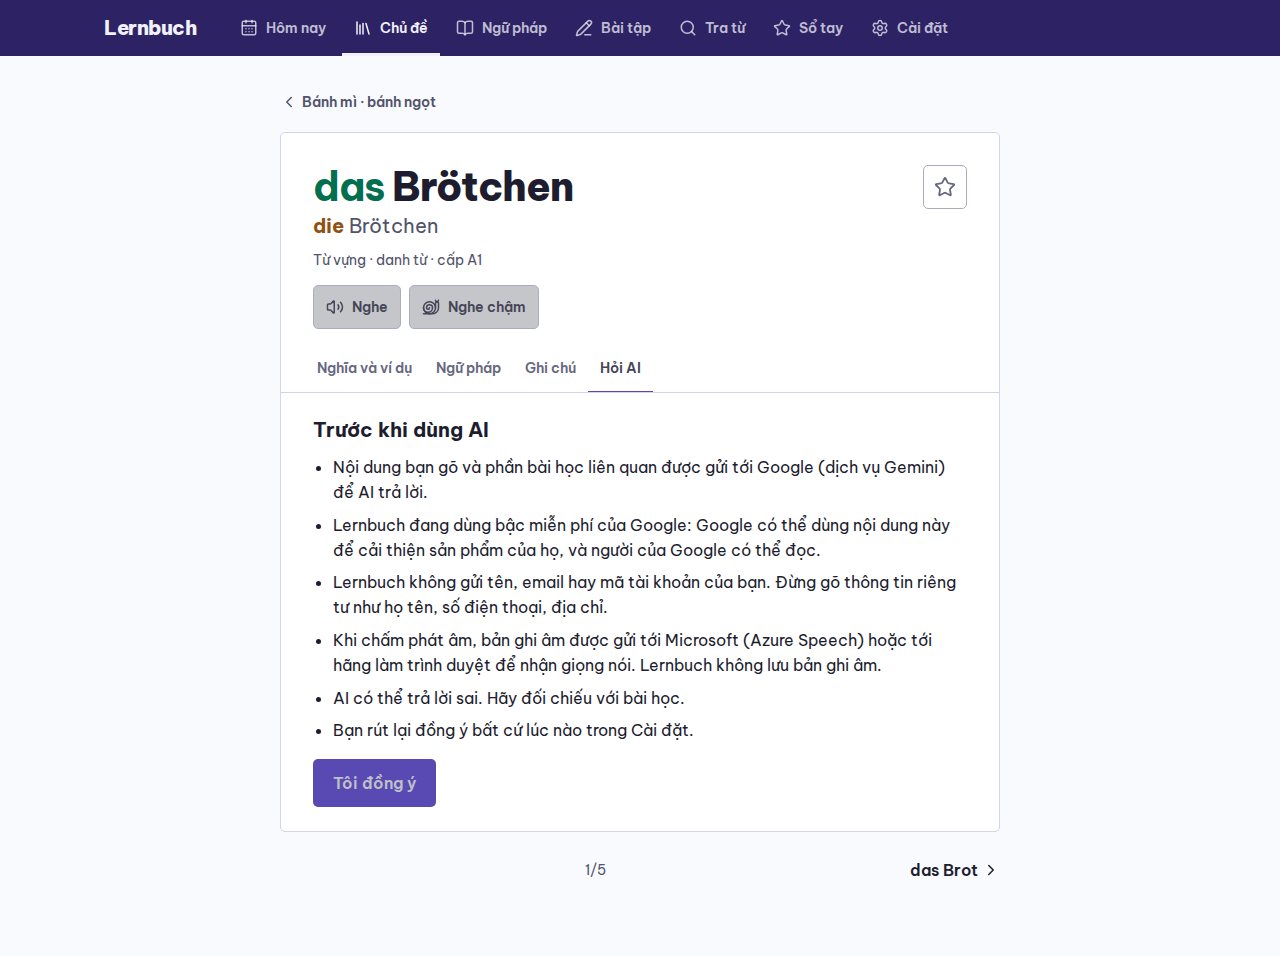 Lernbuch
Hôm nay
Chủ đề
Ngữ pháp
Bài tập
Tra từ
Sổ tay
Cài đặt
Bánh mì · bánh ngọt
das Brötchen
die Brötchen
Từ vựng · danh từ · cấp A1
Nghe
Nghe chậm
Nghĩa và ví dụ
Ngữ pháp
Ghi chú
Hỏi AI
Trước khi dùng AI
• Nội dung bạn gõ và phần bài học liên quan được gửi tới Google (dịch vụ Gemini)
để AI trả lời.
• Lernbuch đang dùng bậc miễn phí của Google: Google có thể dùng nội dung này
để cải thiện sản phẩm của họ, và người của Google có thể đọc.
• Lernbuch không gửi tên, email hay mã tài khoản của bạn. Đừng gõ thông tin riêng
tư như họ tên, số điện thoại, địa chỉ.
• Khi chấm phát âm, bản ghi âm được gửi tới Microsoft (Azure Speech) hoặc tới
hãng làm trình duyệt để nhận giọng nói. Lernbuch không lưu bản ghi âm.
• AI có thể trả lời sai. Hãy đối chiếu với bài học.
• Bạn rút lại đồng ý bất cứ lúc nào trong Cài đặt.
Tôi đồng ý
1/5
das Brot